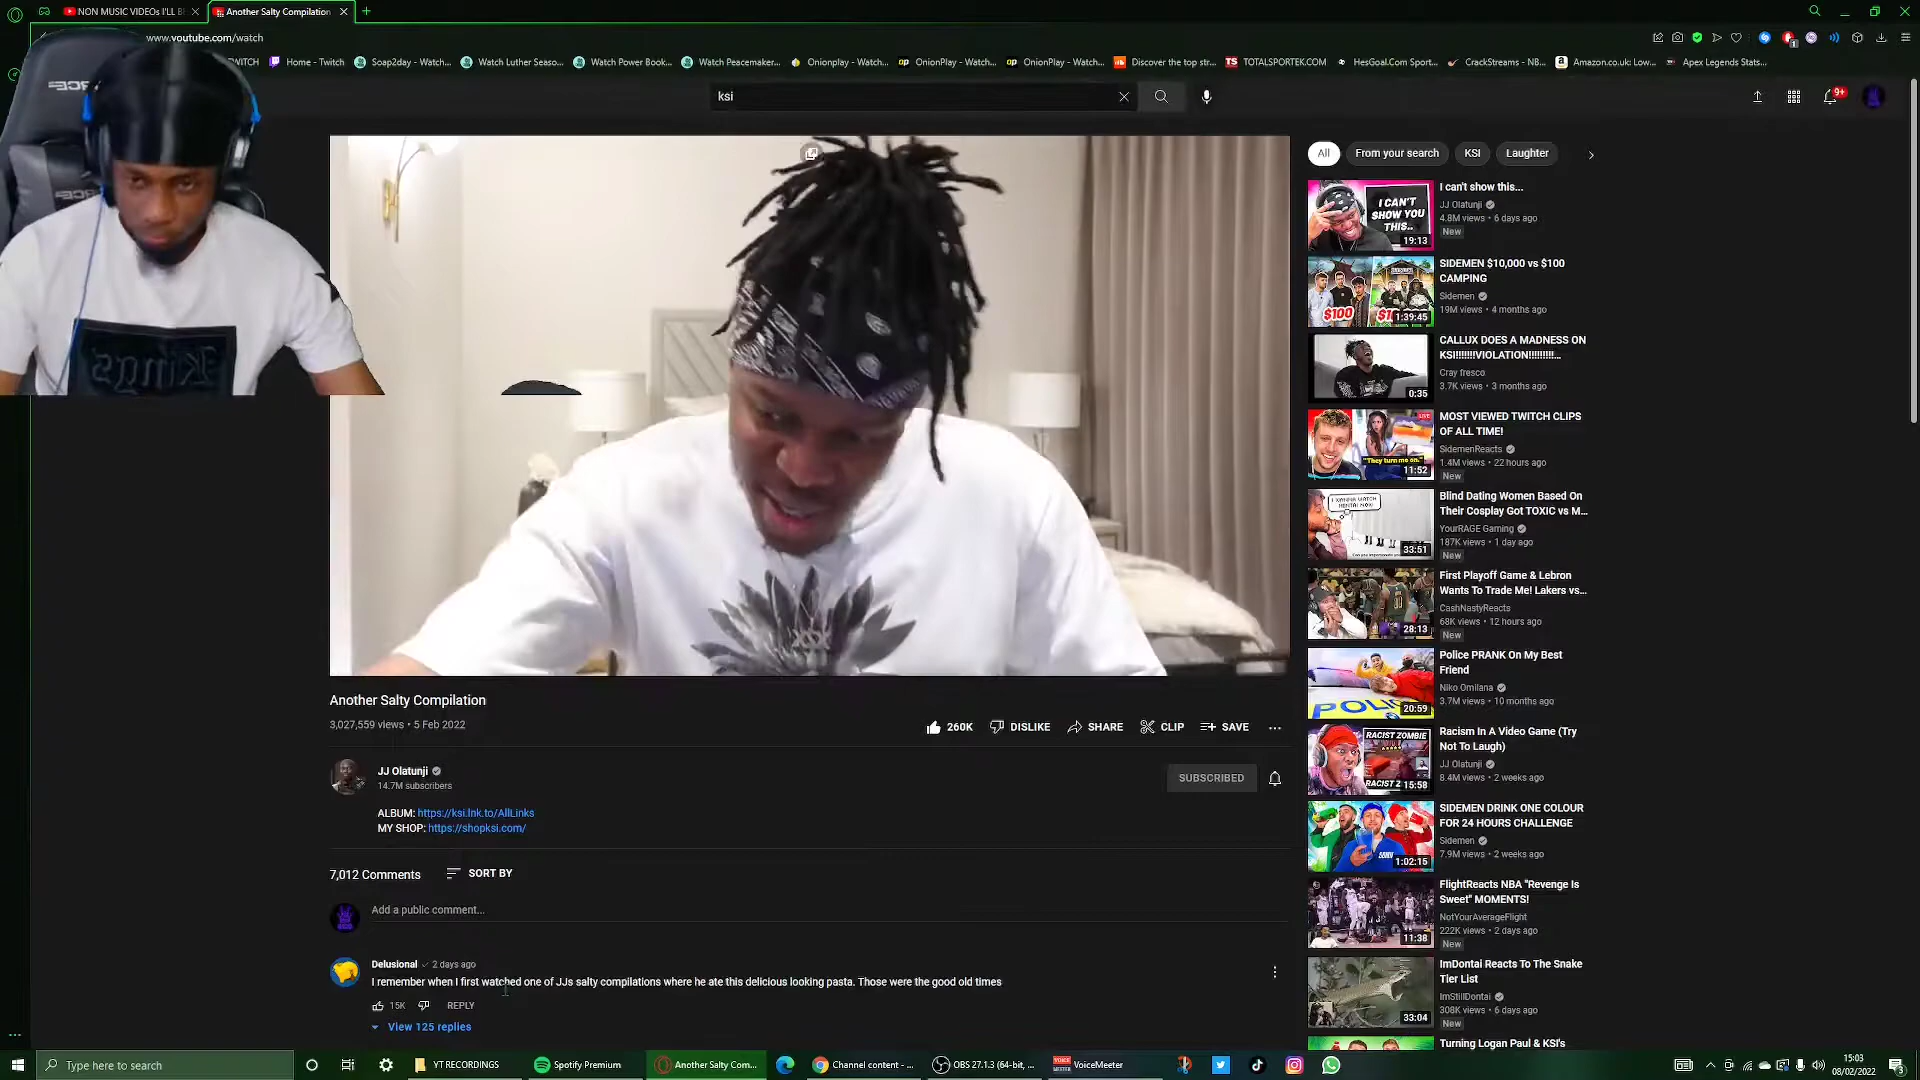 NON MUSIC VIDEOs I'LL B
Another Salty Compilation
www.youtube.com/watch
TWITCH
Home - Twitch
Soap2day - Watch...
Watch Luther Seaso...
Watch Power Book...
Watch Peacemaker...
Onionplay - Watch...
OnionPlay - Watch...
OnionPlay - Watch...
Discover the top str...
TOTALSPORTEK.COM
HesGoal.Com Sport...
CrackStreams - NB...
Amazon.co.uk: Low...
Apex Legends Stats...
ksi
9+
All
From your search
KSI
Laughter
I CAN'T
SHOW YOU
THIS..
19:13
I can't show this...
JJ Olatunji
4.8M views • 6 days ago
New
$100
1:39:45
SIDEMEN $10,000 vs $100
CAMPING
Sidemen
19M views • 4 months ago
0:35
CALLUX DOES A MADNESS ON
KSI!!!!!!!VIOLATION!!!!!!!!!...
Cray fresco
3.7K views • 3 months ago
LIVE
"They turn me on."
11:52
MOST VIEWED TWITCH CLIPS
OF ALL TIME!
SidemenReacts
1.4M views • 22 hours ago
New
33:51
Blind Dating Women Based On
Their Cosplay Got TOXIC vs M...
YourRAGE Gaming
187K views • 1 day ago
New
28:13
First Playoff Game & Lebron
Wants To Trade Me! Lakers vs...
CashNastyReacts
68K views • 12 hours ago
New
POLI
20:59
Police PRANK On My Best
Friend
Niko Omilana
3.7M views • 10 months ago
RACIST ZOMBIE
RACIST Z
15:58
Racism In A Video Game (Try
Not To Laugh)
JJ Olatunji
8.4M views • 2 weeks ago
1:02:15
SIDEMEN DRINK ONE COLOUR
FOR 24 HOURS CHALLENGE
Sidemen
7.9M views • 2 weeks ago
11:38
FlightReacts NBA "Revenge Is
Sweet" MOMENTS!
NotYourAverageFlight
222K views • 2 days ago
New
33:04
ImDontai Reacts To The Snake
Tier List
ImStillDontai
308K views • 6 days ago
New
Turning Logan Paul & KSI's
Another Salty Compilation
3,027,559 views • 5 Feb 2022
260K
DISLIKE
SHARE
CLIP
SAVE
JJ Olatunji
14.7M subscribers
SUBSCRIBED
ALBUM: https://ksi.lnk.to/AllLinks
MY SHOP: https://shopksi.com/
7,012 Comments
SORT BY
Add a public comment...
Delusional
2 days ago
I remember when I first watched one of JJs salty compilations where he ate this delicious looking pasta. Those were the good old times
15K
REPLY
View 125 replies
Type here to search
YT RECORDINGS
Spotify Premium
Another Salty Com...
Channel content - ...
OBS 27.1.3 (64-bit, ...
VoiceMeeter
15:03
08/02/2022